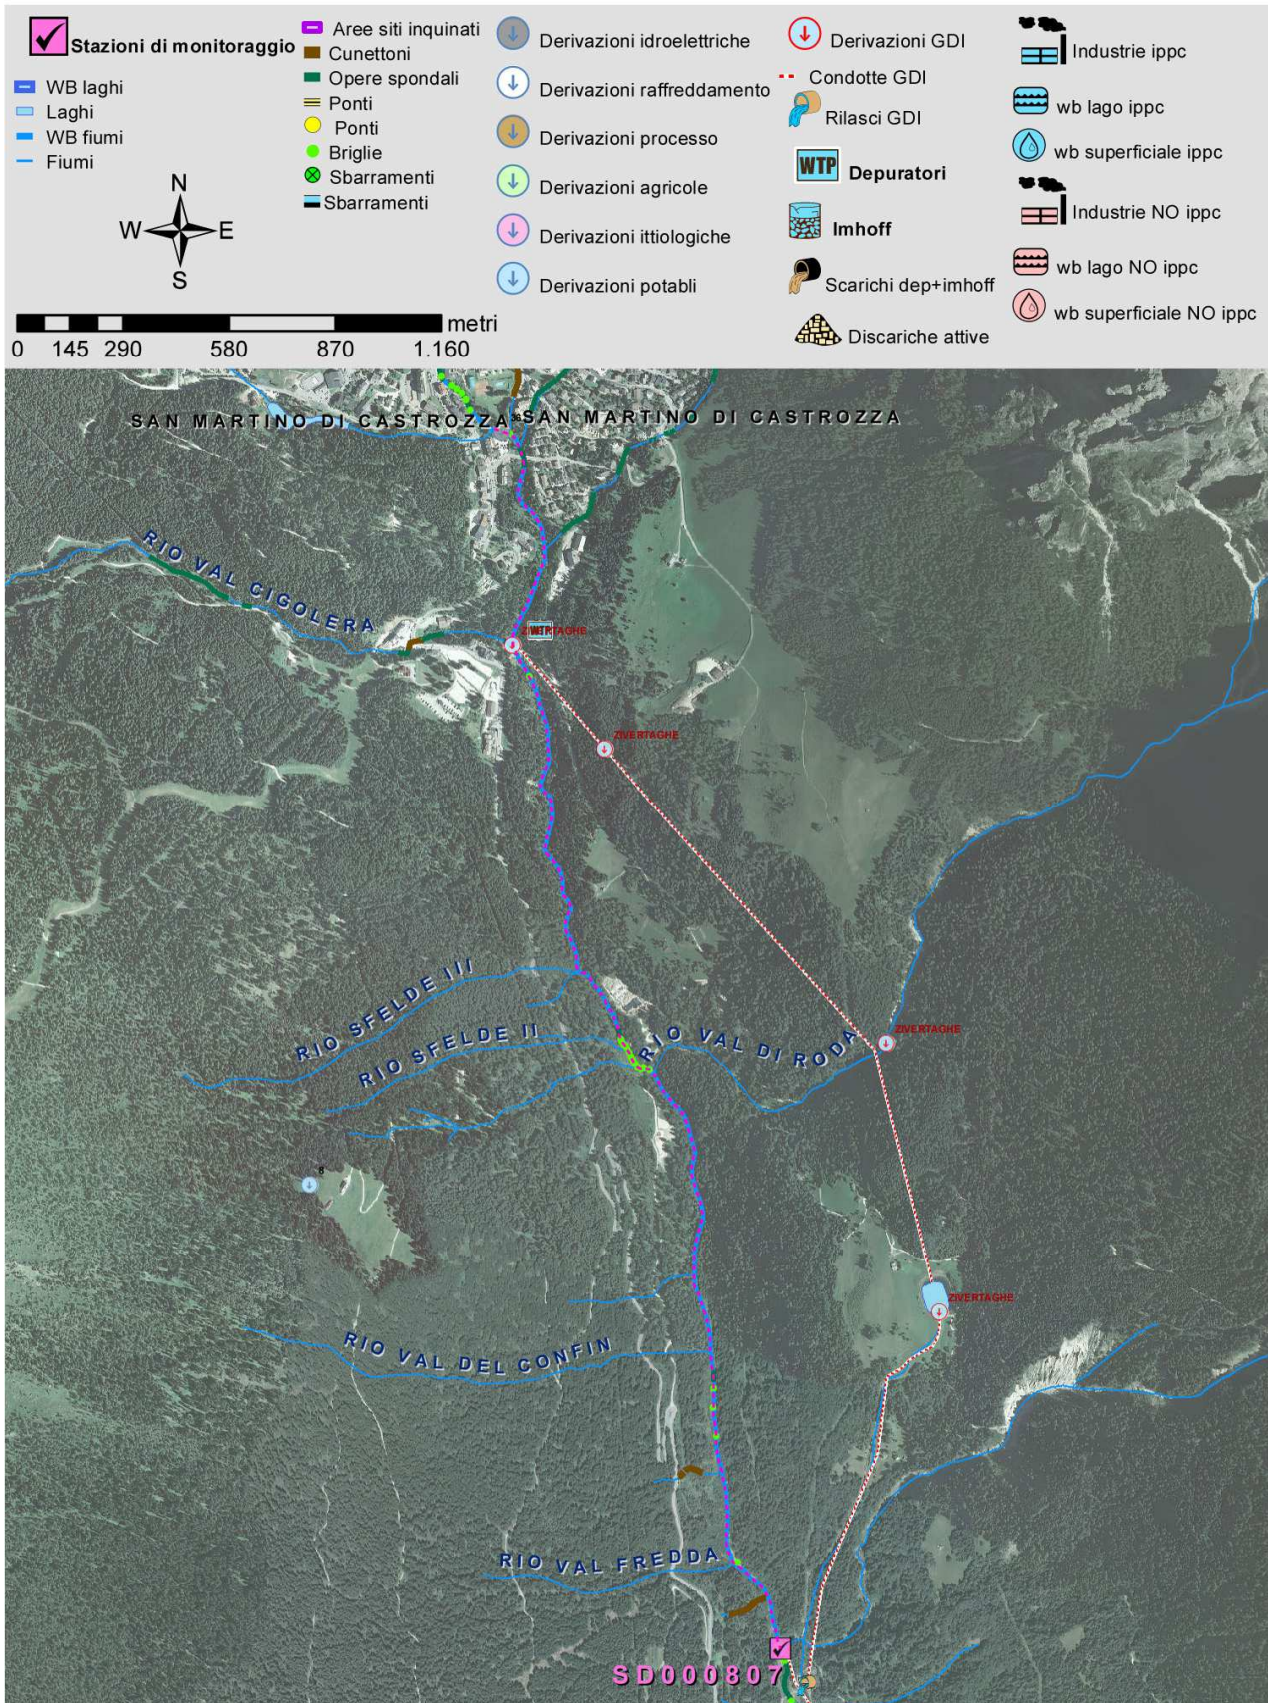 Stazioni di monitoraggio
WB laghi
Laghi
WB fiumi
Fiumi
N
W E
S
Aree siti inquinati
Cunettoni
Opere spondali
Ponti
Ponti
Briglie
Sbarramenti
Sbarramenti
Derivazioni idroelettriche
Derivazioni raffreddamento
Derivazioni processo
Derivazioni agricole
Derivazioni ittiologiche
Derivazioni potabili
Derivazioni GDI
Condotte GDI
Rilasci GDI
WTP Depuratori
Imhoff
Scarichi dep+imhoff
Discariche attive
Industrie ippc
wb lago ippc
wb superficiale ippc
Industrie NO ippc
wb lago NO ippc
wb superficiale NO ippc
metri
0 145 290 580 870 1.160
SAN MARTINO DI CASTROZZA SAN MARTINO DI CASTROZZA
RIO VAL CIGOLERA
ZIVERTAGHE
ZIVERTAGHE
RIO SFELDE III
RIO SFELDE II
RIO VAL DI RODA
ZIVERTAGHE
8
ZIVERTAGHE
RIO VAL DEL CONFIN
RIO VAL FREDDA
SD000807